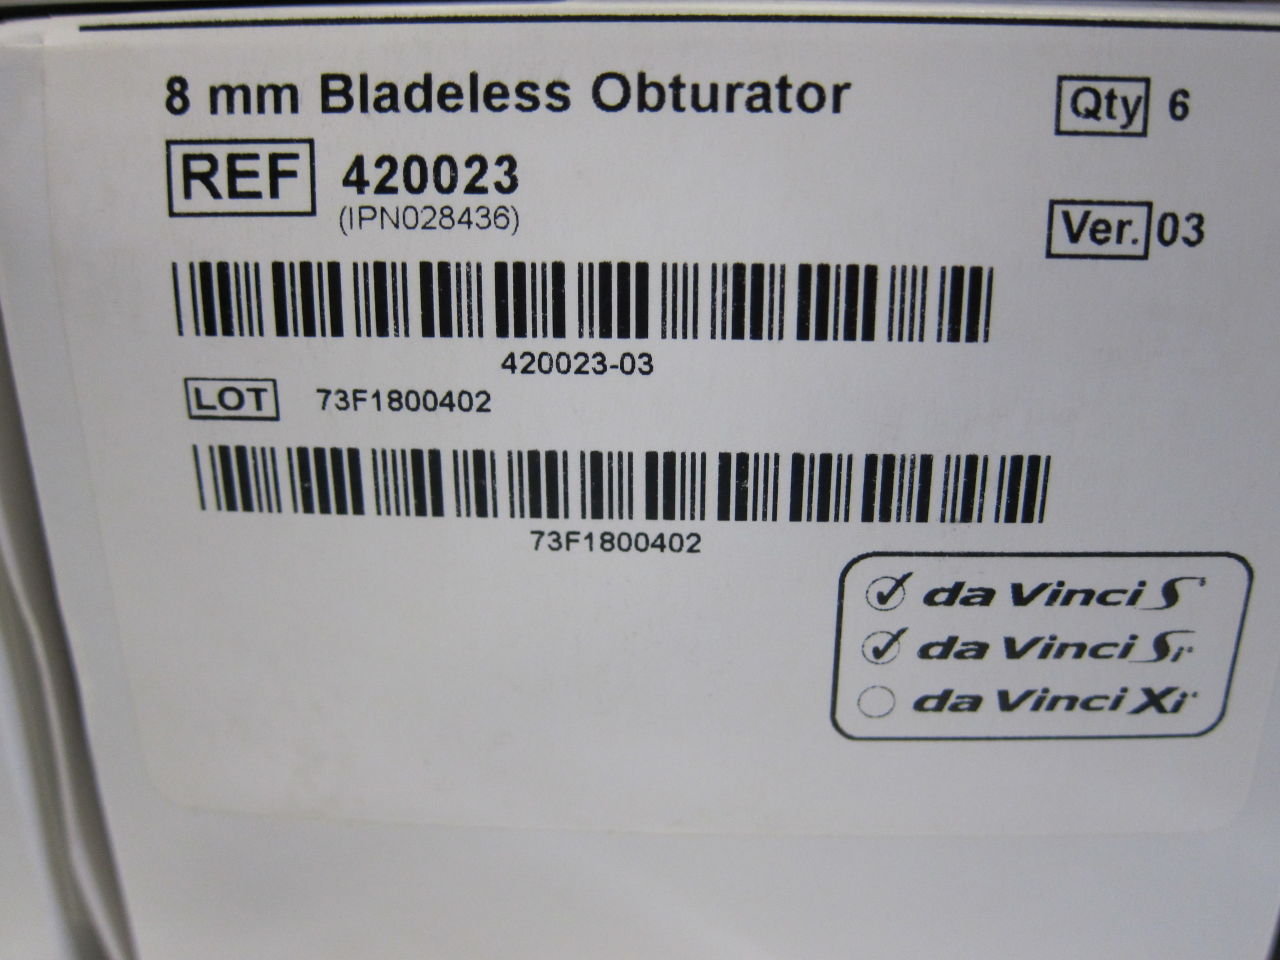 8 mm Bladeless Obturator
Qty 6
REF 420023
(IPN028436)
Ver. 03
420023-03
LOT 73F1800402
73F1800402
da Vinci S
da Vinci Si
da Vinci Xi